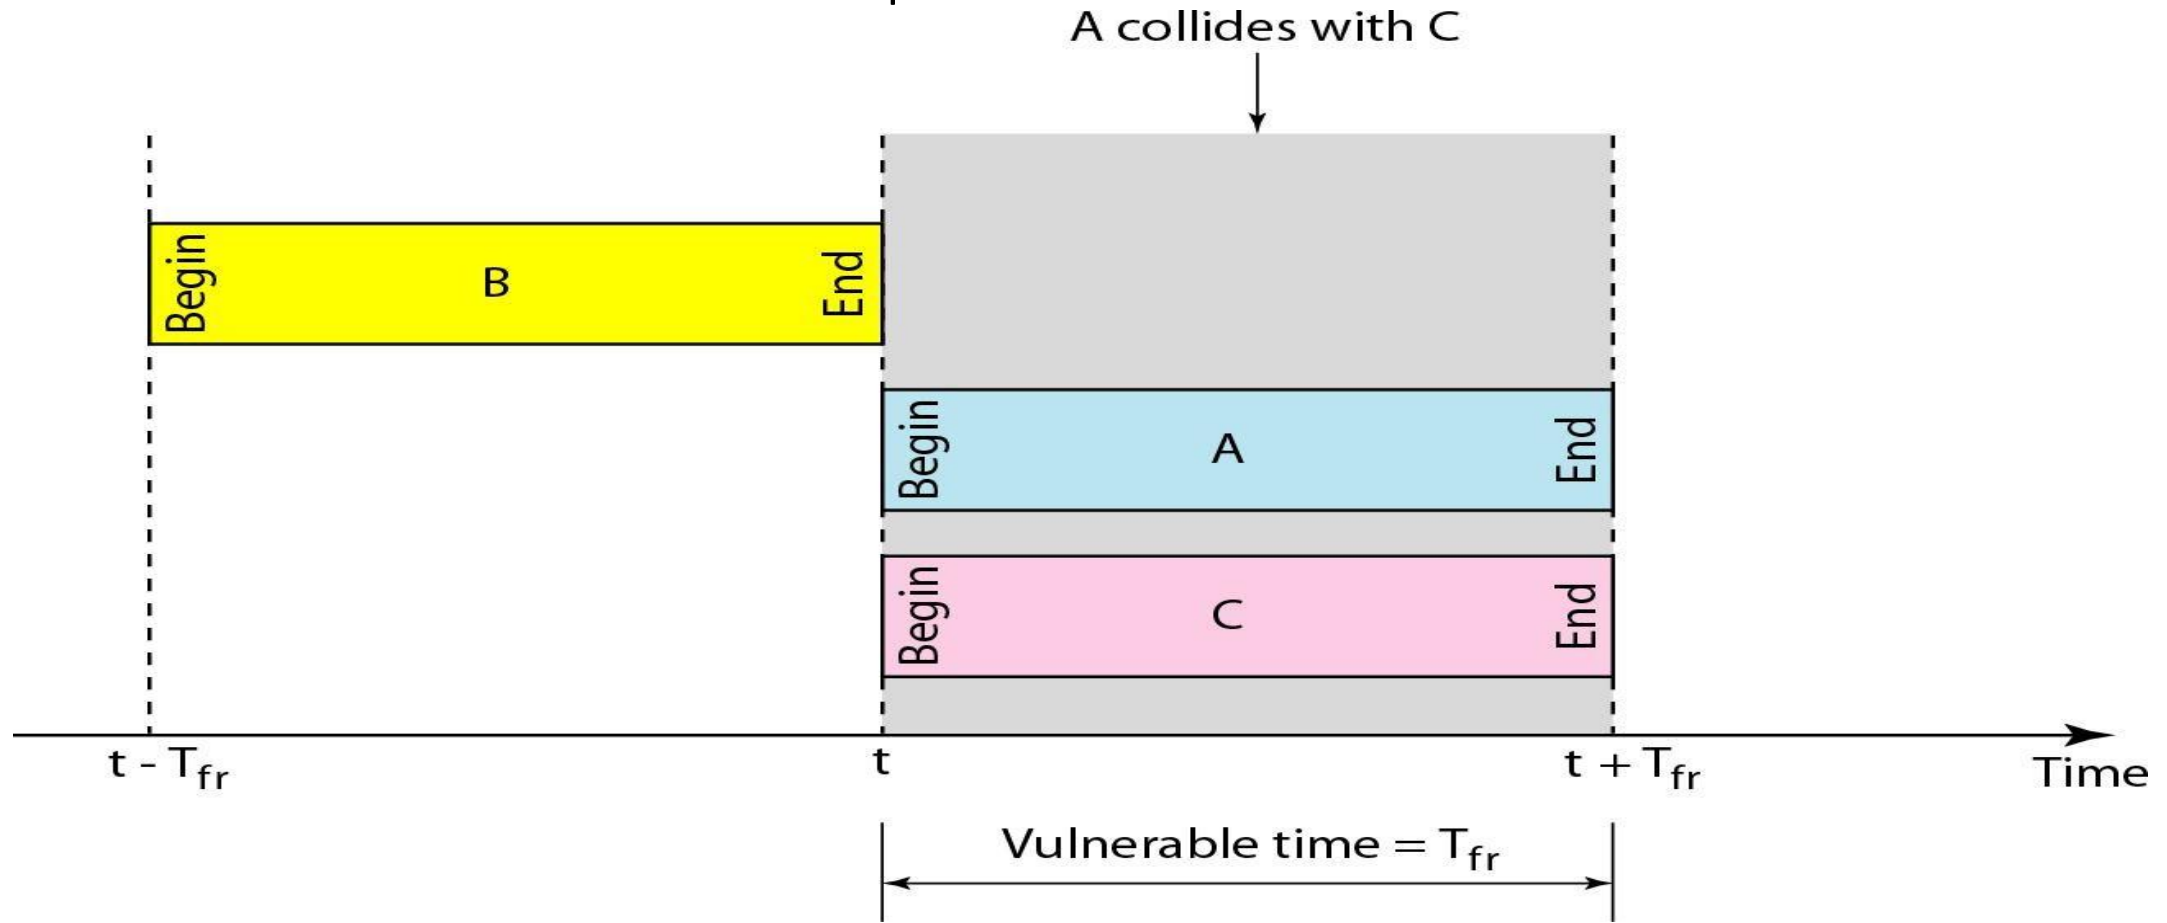 A collides with C
Begin B End
Begin A End
Begin C End
t - Tfr t t + Tfr
Time
Vulnerable time = Tfr